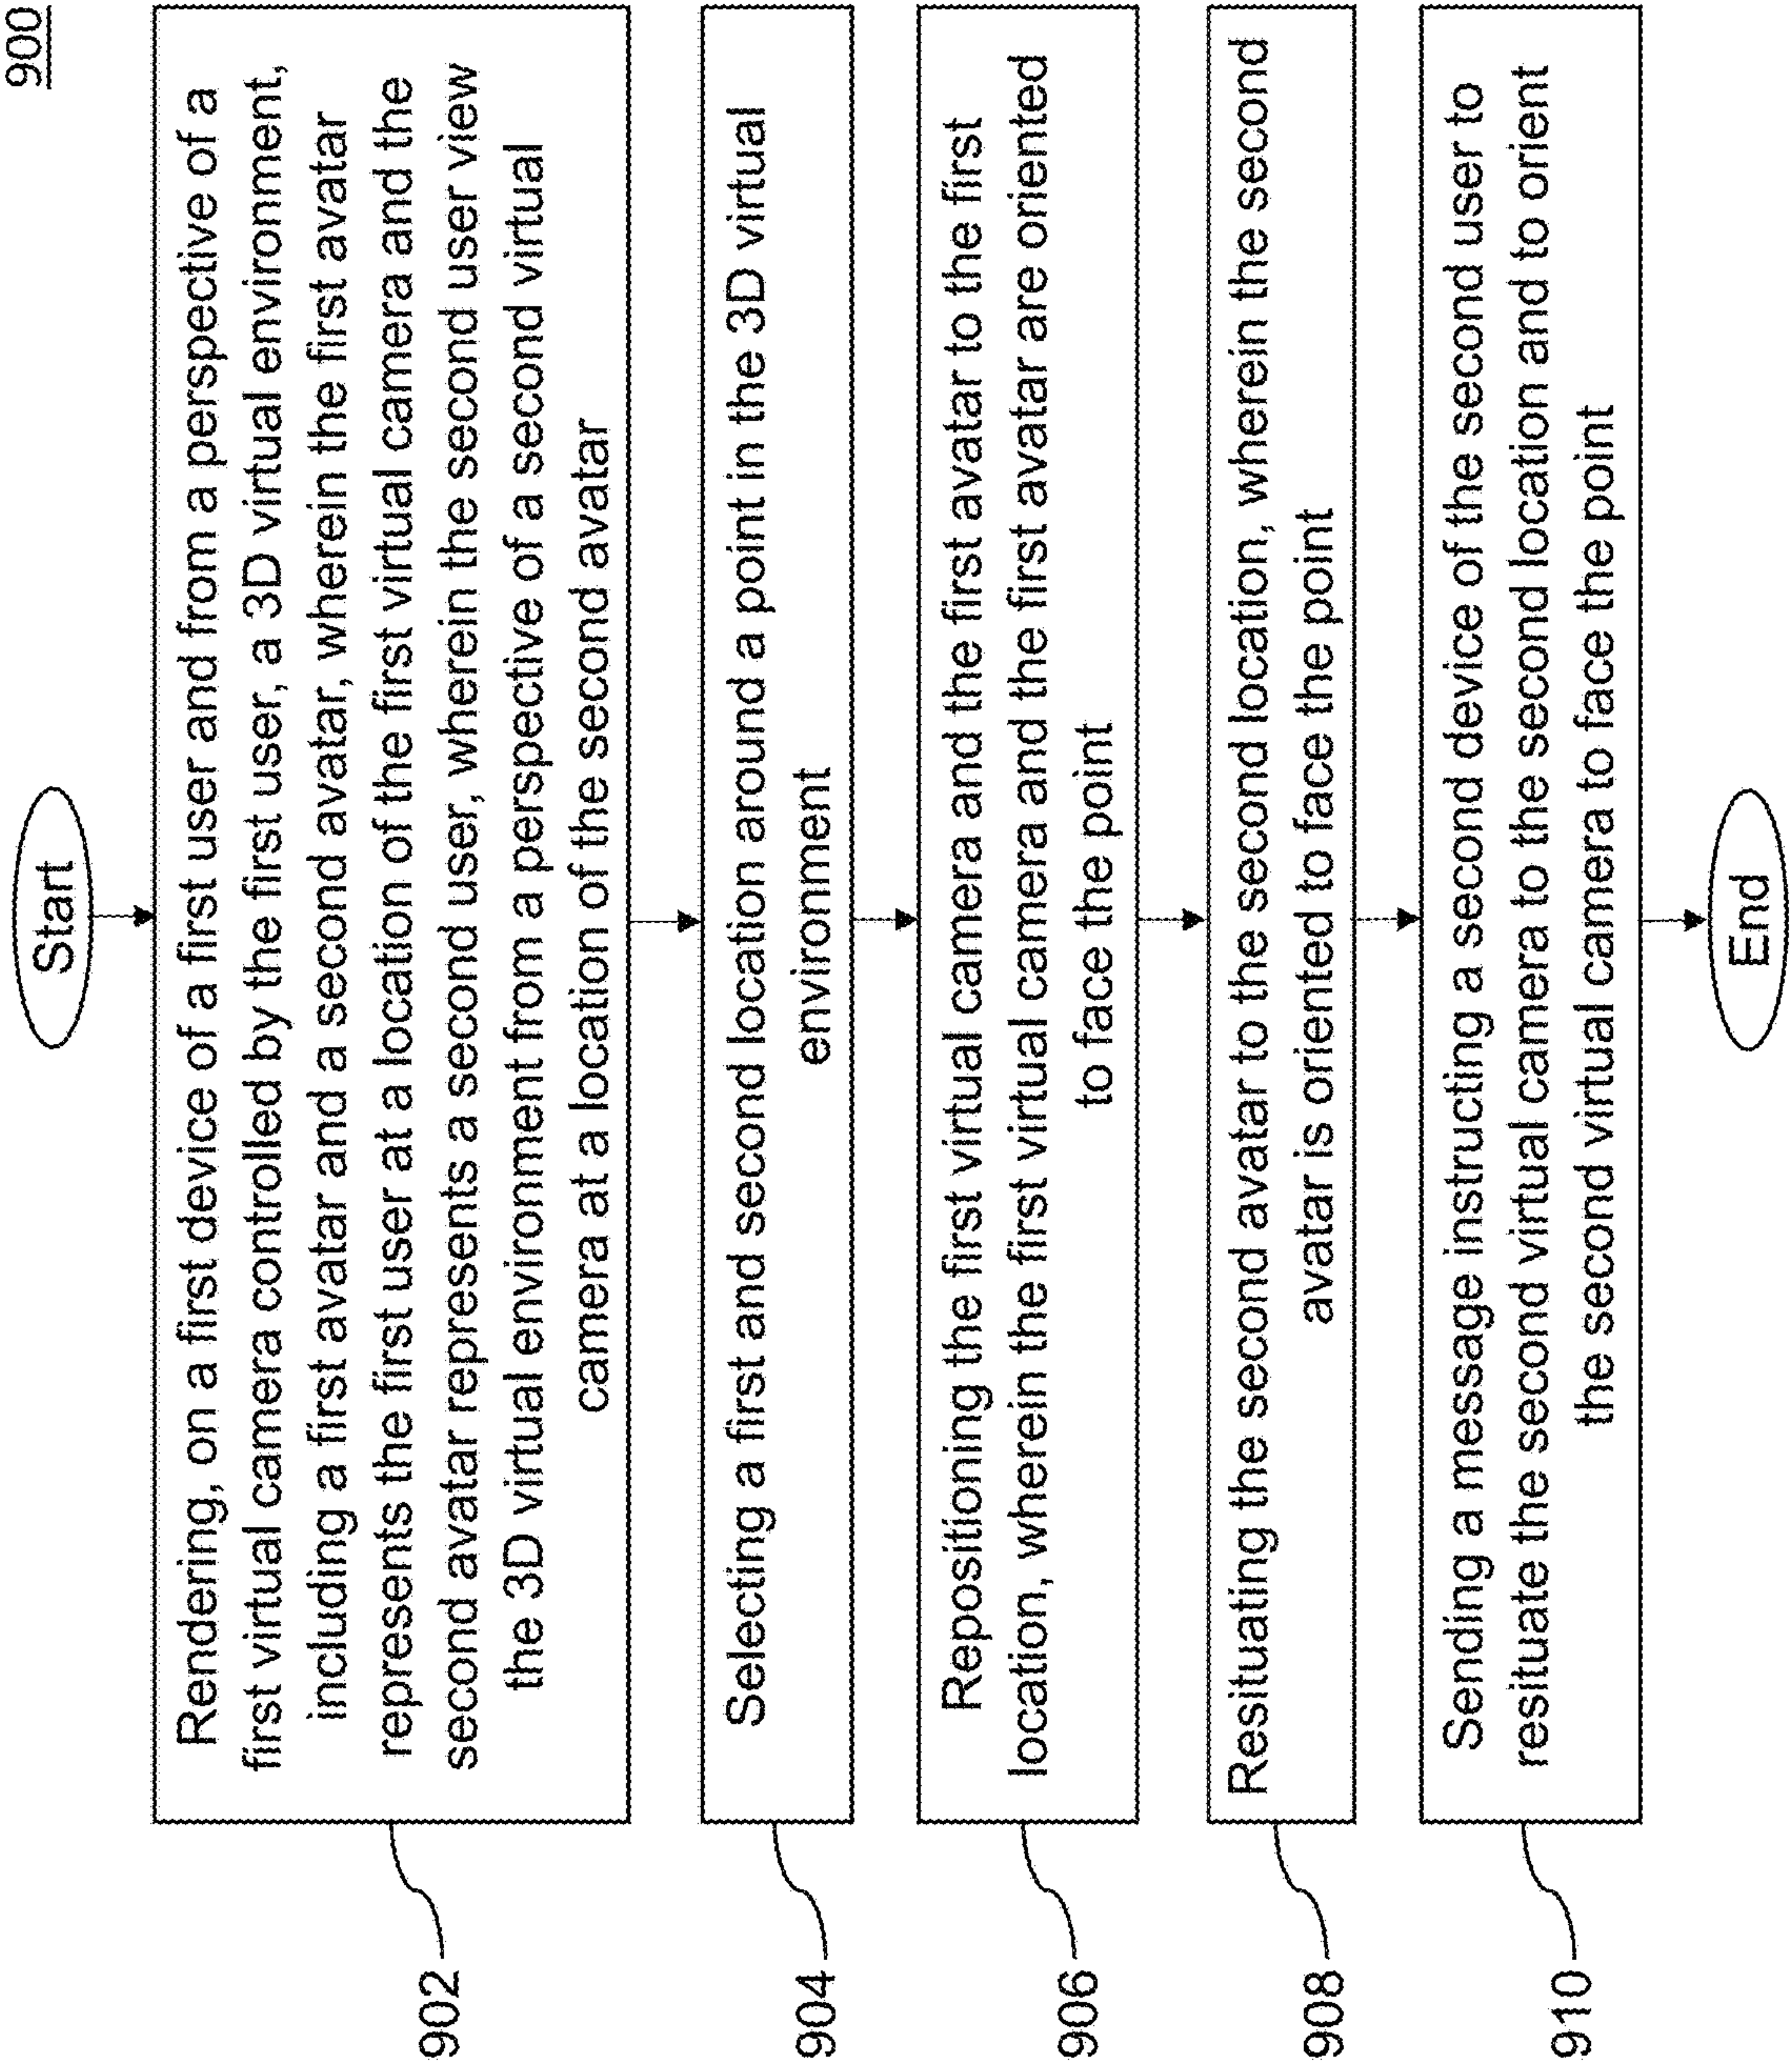 900
Start
Rendering, on a first device of a first user and from a perspective of a
first virtual camera controlled by the first user, a 3D virtual environment,
including a first avatar and a second avatar, wherein the first avatar
represents the first user at a location of the first virtual camera and the
second avatar represents a second user, wherein the second user view
the 3D virtual environment from a perspective of a second virtual
camera at a location of the second avatar
902
Selecting a first and second location around a point in the 3D virtual
environment
904
Repositioning the first virtual camera and the first avatar to the first
location, wherein the first virtual camera and the first avatar are oriented
to face the point
906
Resituating the second avatar to the second location, wherein the second
avatar is oriented to face the point
908
Sending a message instructing a second device of the second user to
resituate the second virtual camera to the second location and to orient
the second virtual camera to face the point
910
End